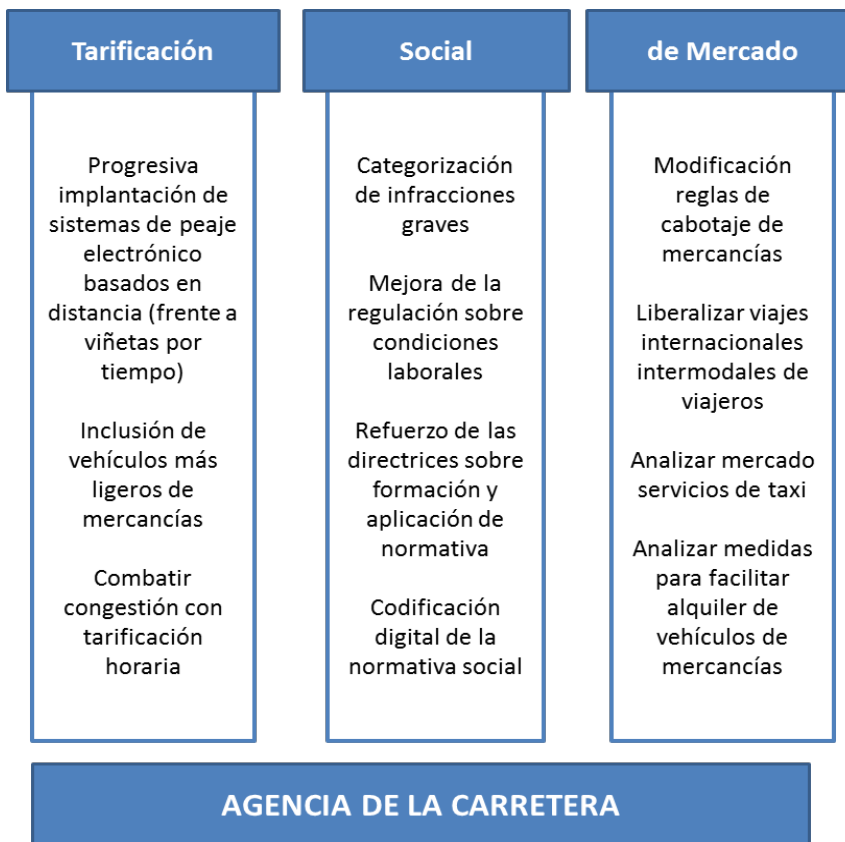 Tarificación
Progresiva
implantación de
sistemas de peaje
electrónico
basados en
distancia (frente a
viñetas por
tiempo)
Inclusión de
vehículos más
ligeros de
mercancías
Combatir
congestión con
tarificación
horaria
Social
Categorización
de infracciones
graves
Mejora de la
regulación sobre
condiciones
laborales
Refuerzo de las
directrices sobre
formación y
aplicación de
normativa
Codificación
digital de la
normativa social
de Mercado
Modificación
reglas de
cabotaje de
mercancías
Liberalizar viajes
internacionales
intermodales de
viajeros
Analizar mercado
servicios de taxi
Analizar medidas
para facilitar
alquiler de
vehículos de
mercancías
AGENCIA DE LA CARRETERA